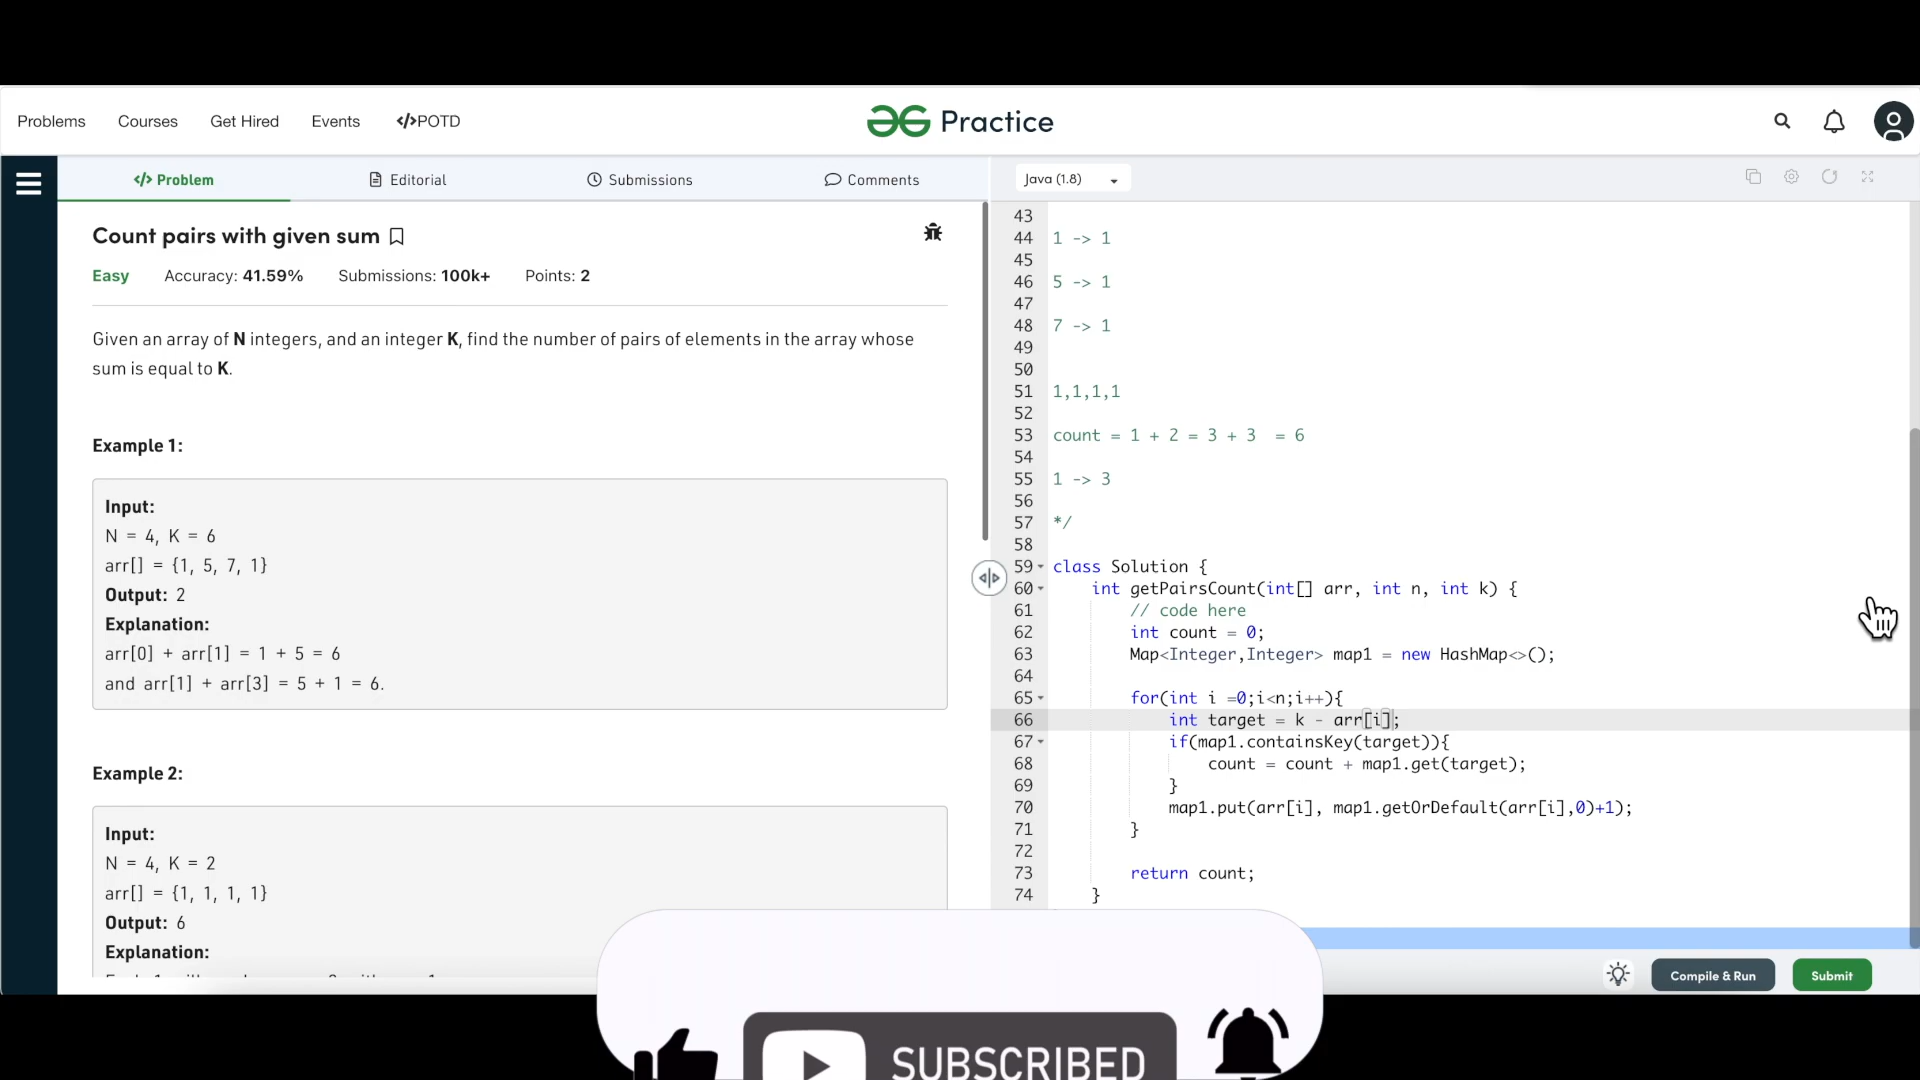 Problems Courses Get Hired Events </>POTD
Practice
</> Problem Editorial Submissions Comments
Java (1.8)
Count pairs with given sum
Easy Accuracy: 41.59% Submissions: 100k+ Points: 2
Given an array of N integers, and an integer K, find the number of pairs of elements in the array whose
sum is equal to K.
Example 1:
Input:
N = 4, K = 6
arr[] = {1, 5, 7, 1}
Output: 2
Explanation:
arr[0] + arr[1] = 1 + 5 = 6
and arr[1] + arr[3] = 5 + 1 = 6.
Example 2:
Input:
N = 4, K = 2
arr[] = {1, 1, 1, 1}
Output: 6
Explanation:
43
44 1 -> 1
45
46 5 -> 1
47
48 7 -> 1
49
50
51 1,1,1,1
52
53 count = 1 + 2 = 3 + 3 = 6
54
55 1 -> 3
56
57 */
58
59 class Solution {
60 int getPairsCount(int[] arr, int n, int k) {
61 // code here
62 int count = 0;
63 Map<Integer,Integer> map1 = new HashMap<>();
64
65 for(int i =0;i<n;i++){
66 int target = k - arr[i];
67 if(map1.containsKey(target)){
68 count = count + map1.get(target);
69 }
70 map1.put(arr[i], map1.getOrDefault(arr[i],0)+1);
71 }
72
73 return count;
74 }
Compile & Run Submit
SUBSCRIBED